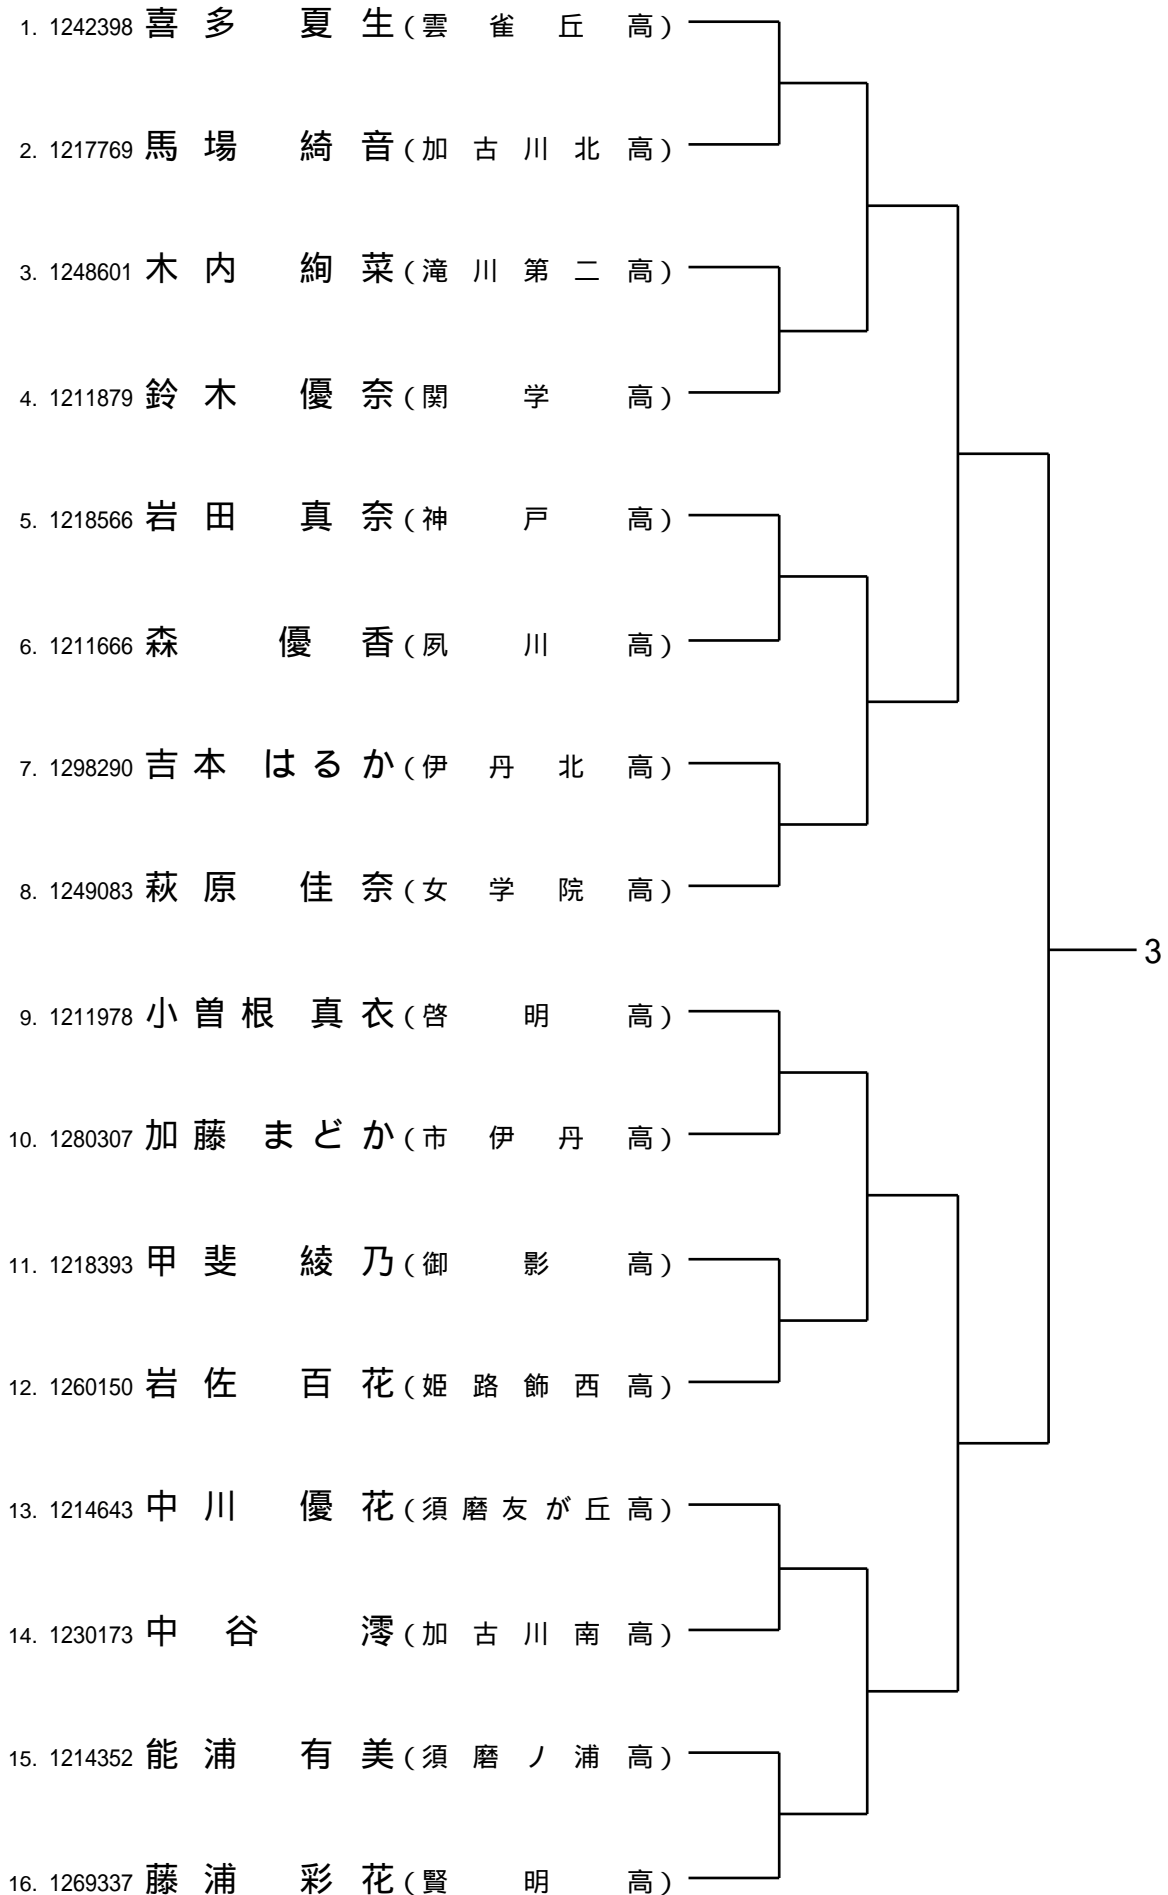 1. 1242398 喜多 夏生(雲雀丘高)
2. 1217769 馬場 綺音(加古川北高)
3. 1248601 木内 絢菜(滝川第二高)
4. 1211879 鈴木 優奈(関学高)
5. 1218566 岩田 真奈(神戸高)
6. 1211666 森 優香(夙川高)
7. 1298290 吉本 はるか(伊丹北高)
8. 1249083 萩原 佳奈(女学院高)
3
9. 1211978 小曽根 真衣(啓明高)
10. 1280307 加藤 まどか(市伊丹高)
11. 1218393 甲斐 綾乃(御影高)
12. 1260150 岩佐 百花(姫路飾西高)
13. 1214643 中川 優花(須磨友が丘高)
14. 1230173 中谷 澪(加古川南高)
15. 1214352 能浦 有美(須磨ノ浦高)
16. 1269337 藤浦 彩花(賢明高)